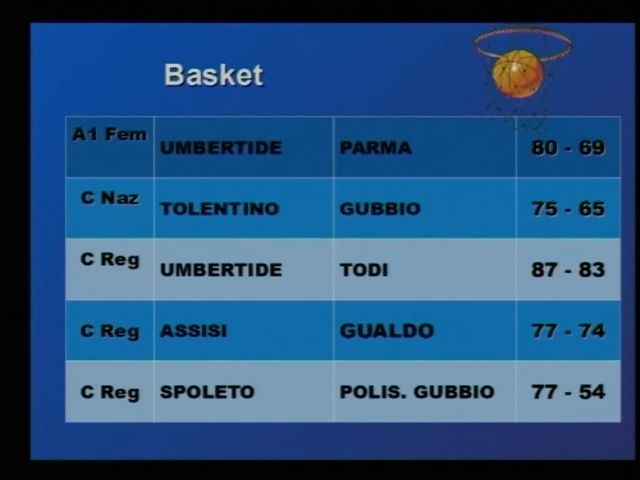 Basket
A1 Fem UMBERTIDE PARMA 80 - 69
C Naz TOLENTINO GUBBIO 75 - 65
C Reg UMBERTIDE TODI 87 - 83
C Reg ASSISI GUALDO 77 - 74
C Reg SPOLETO POLIS. GUBBIO 77 - 54